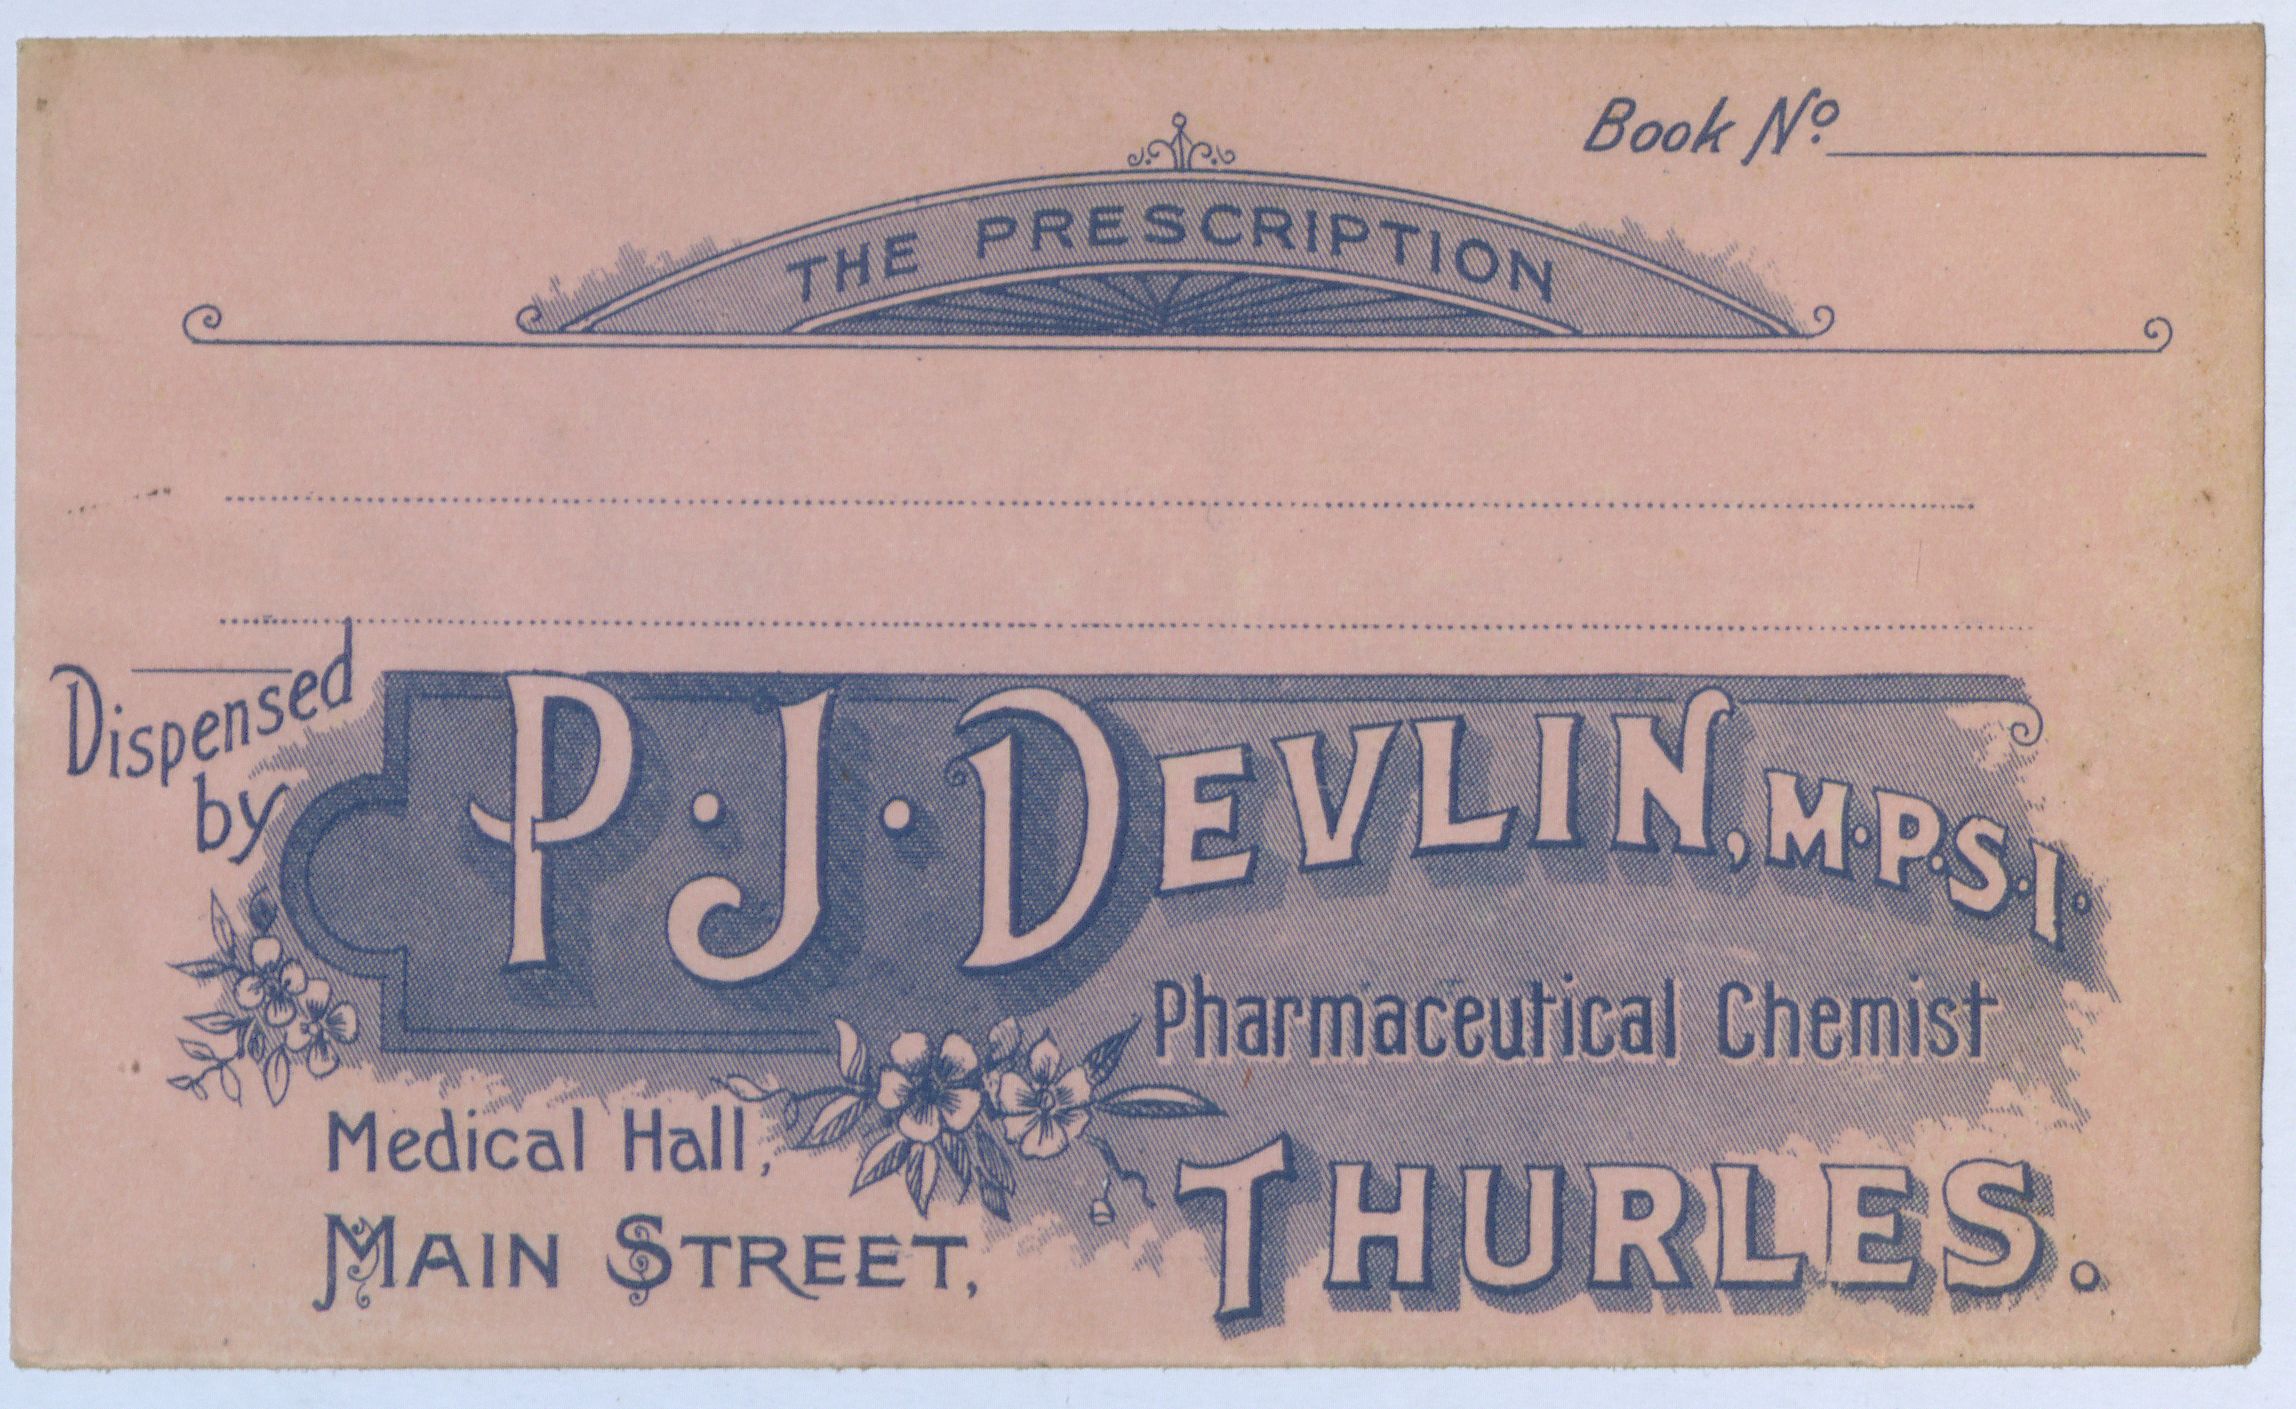 Book No.
THE PRESCRIPTION
Dispensed
by
P. J. DEVLIN, M.P.S.I.
Pharmaceutical Chemist
Medical Hall,
MAIN STREET,
THURLES.